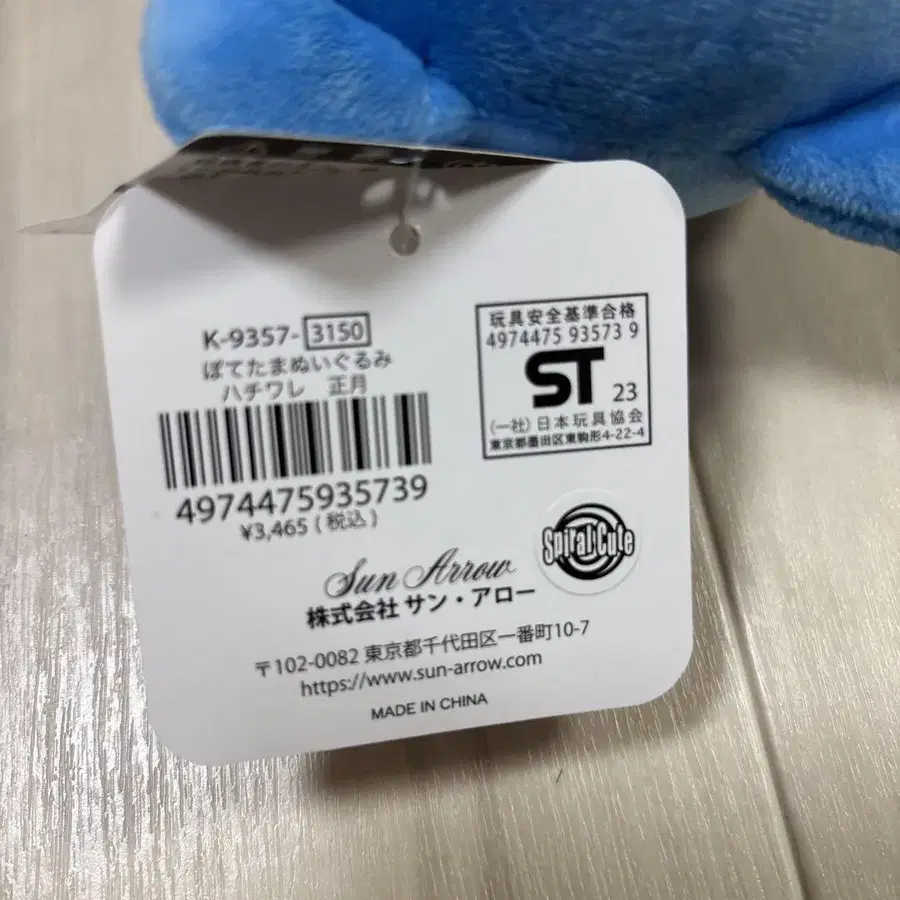 K-9357- 3150
ぽてたまぬいぐるみ
ハチワレ 正月
4974475935739
¥3,465 ( 税込 )
玩具安全基準合格
4974475 93573 9
ST 23
(一社) 日本玩具協会
東京都墨田区東駒形4-22-4
Spiral Cute
Sun Arrow
株式会社 サン・アロー
〒102-0082 東京都千代田区一番町10-7
https://www.sun-arrow.com
MADE IN CHINA